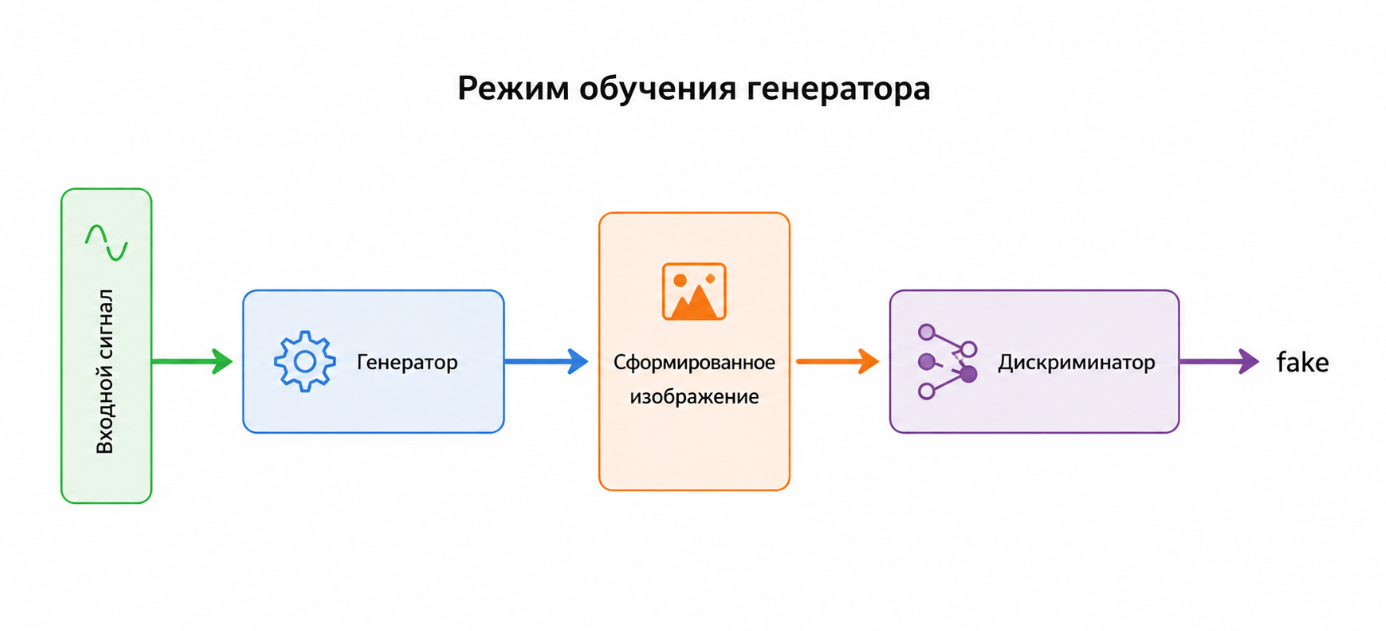 Режим обучения генератора
Входной сигнал
Генератор
Сформированное
изображение
Дискриминатор
fake